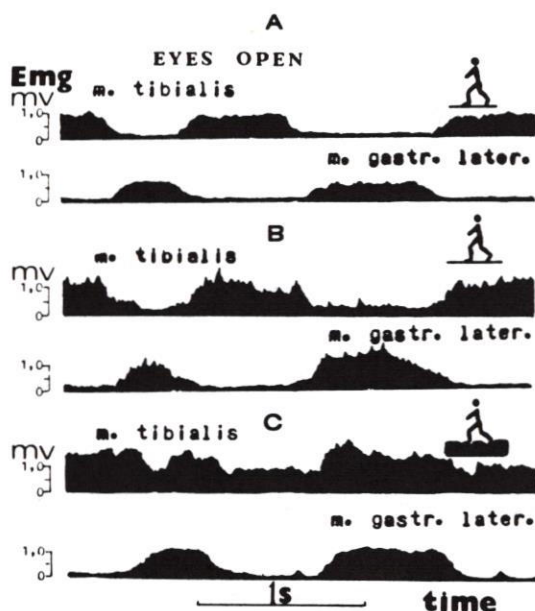 A
EYES OPEN
Emg
mv m. tibialis
1,0
0
m. gastr. later.
1,0
0
B
m. tibialis
mv
1,0
0
m. gastr. later.
1,0
0
C
m. tibialis
mv
1,0
0
m. gastr. later.
1,0
0
1s time